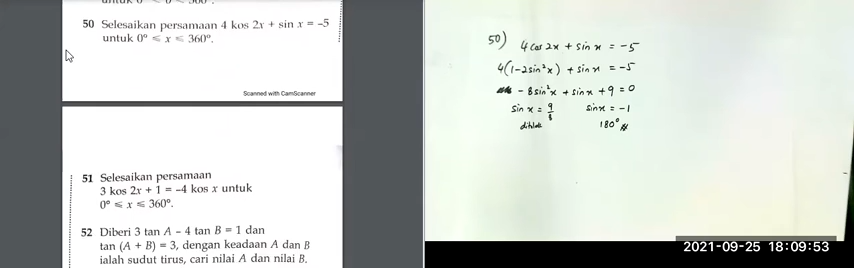 50 Selesaikan persamaan 4 kos 2x + sin x = –5
untuk 0° ⩽ x ⩽ 360°.
Scanned with CamScanner
51 Selesaikan persamaan
3 kos 2x + 1 = –4 kos x untuk
0° ⩽ x ⩽ 360°.
52 Diberi 3 tan A – 4 tan B = 1 dan
tan (A + B) = 3, dengan keadaan A dan B
ialah sudut tirus, cari nilai A dan nilai B.
50) 4 cos 2x + sin x = –5
4(1–2sin²x) + sin x = –5
– 8 sin²x + sin x + 9 = 0
sin x = 9/8 sin x = –1
180°
2021-09-25 18:09:53